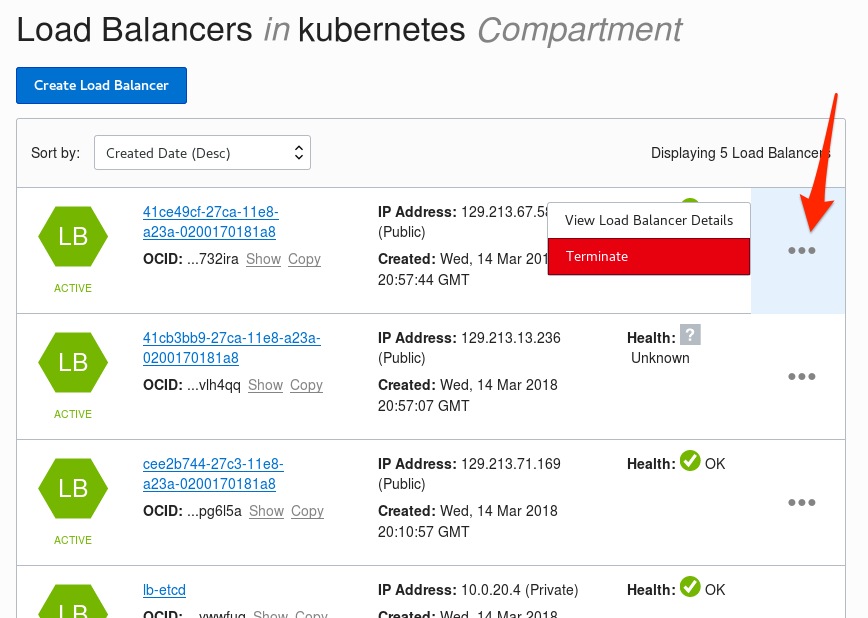 Load Balancers in kubernetes Compartment
Create Load Balancer
Sort by:
Created Date (Desc)
Displaying 5 Load Balancers
LB
ACTIVE
41ce49cf-27ca-11e8-
a23a-0200170181a8
OCID: ...732ira Show Copy
IP Address: 129.213.67.58
(Public)
Created: Wed, 14 Mar 201
20:57:44 GMT
View Load Balancer Details
Terminate
LB
ACTIVE
41cb3bb9-27ca-11e8-a23a-
0200170181a8
OCID: ...vlh4qq Show Copy
IP Address: 129.213.13.236
(Public)
Created: Wed, 14 Mar 2018
20:57:07 GMT
Health: ?
Unknown
LB
ACTIVE
cee2b744-27c3-11e8-
a23a-0200170181a8
OCID: ...pg6l5a Show Copy
IP Address: 129.213.71.169
(Public)
Created: Wed, 14 Mar 2018
20:10:57 GMT
Health: OK
LB
lb-etcd
OCID: Show Copy
IP Address: 10.0.20.4 (Private)
Created: Wed, 14 Mar 2018
Health: OK